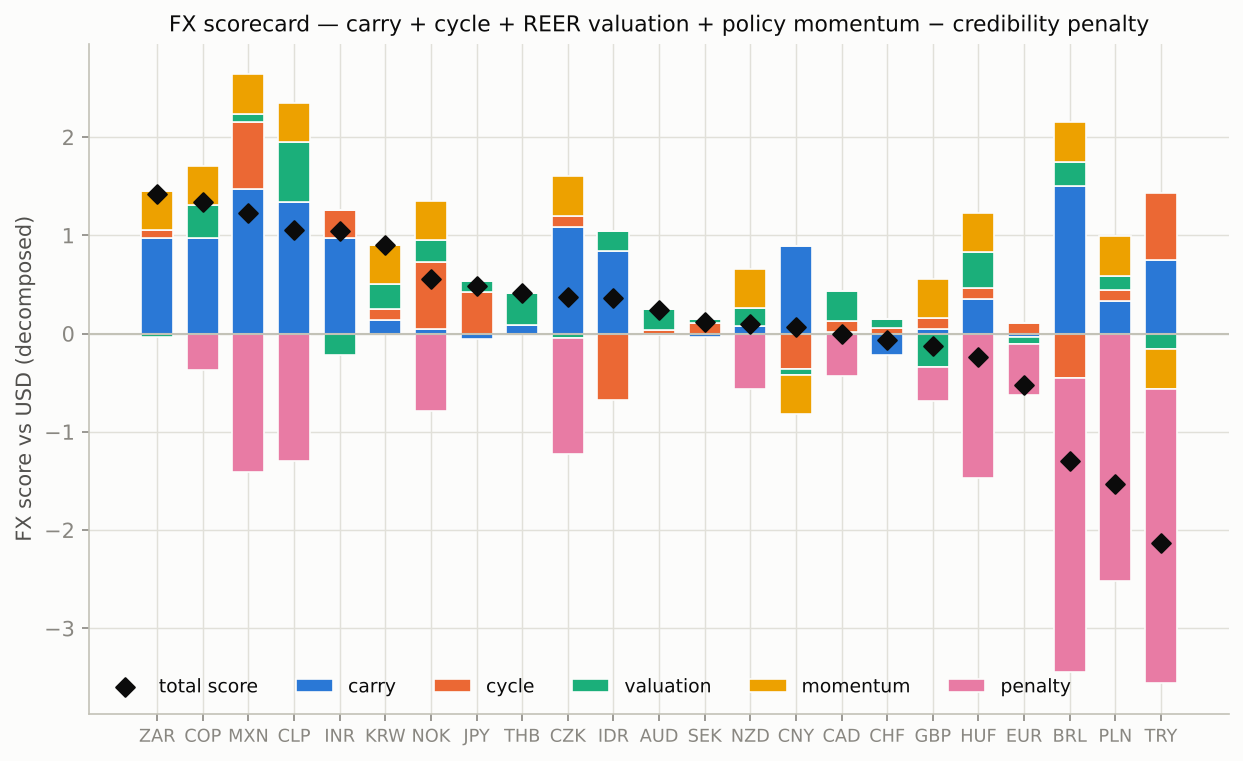 FX scorecard — carry + cycle + REER valuation + policy momentum − credibility penalty
FX score vs USD (decomposed)
2
1
0
−1
−2
−3
total score carry cycle valuation momentum penalty
ZAR COP MXN CLP INR KRW NOK JPY THB CZK IDR AUD SEK NZD CNY CAD CHF GBP HUF EUR BRL PLN TRY